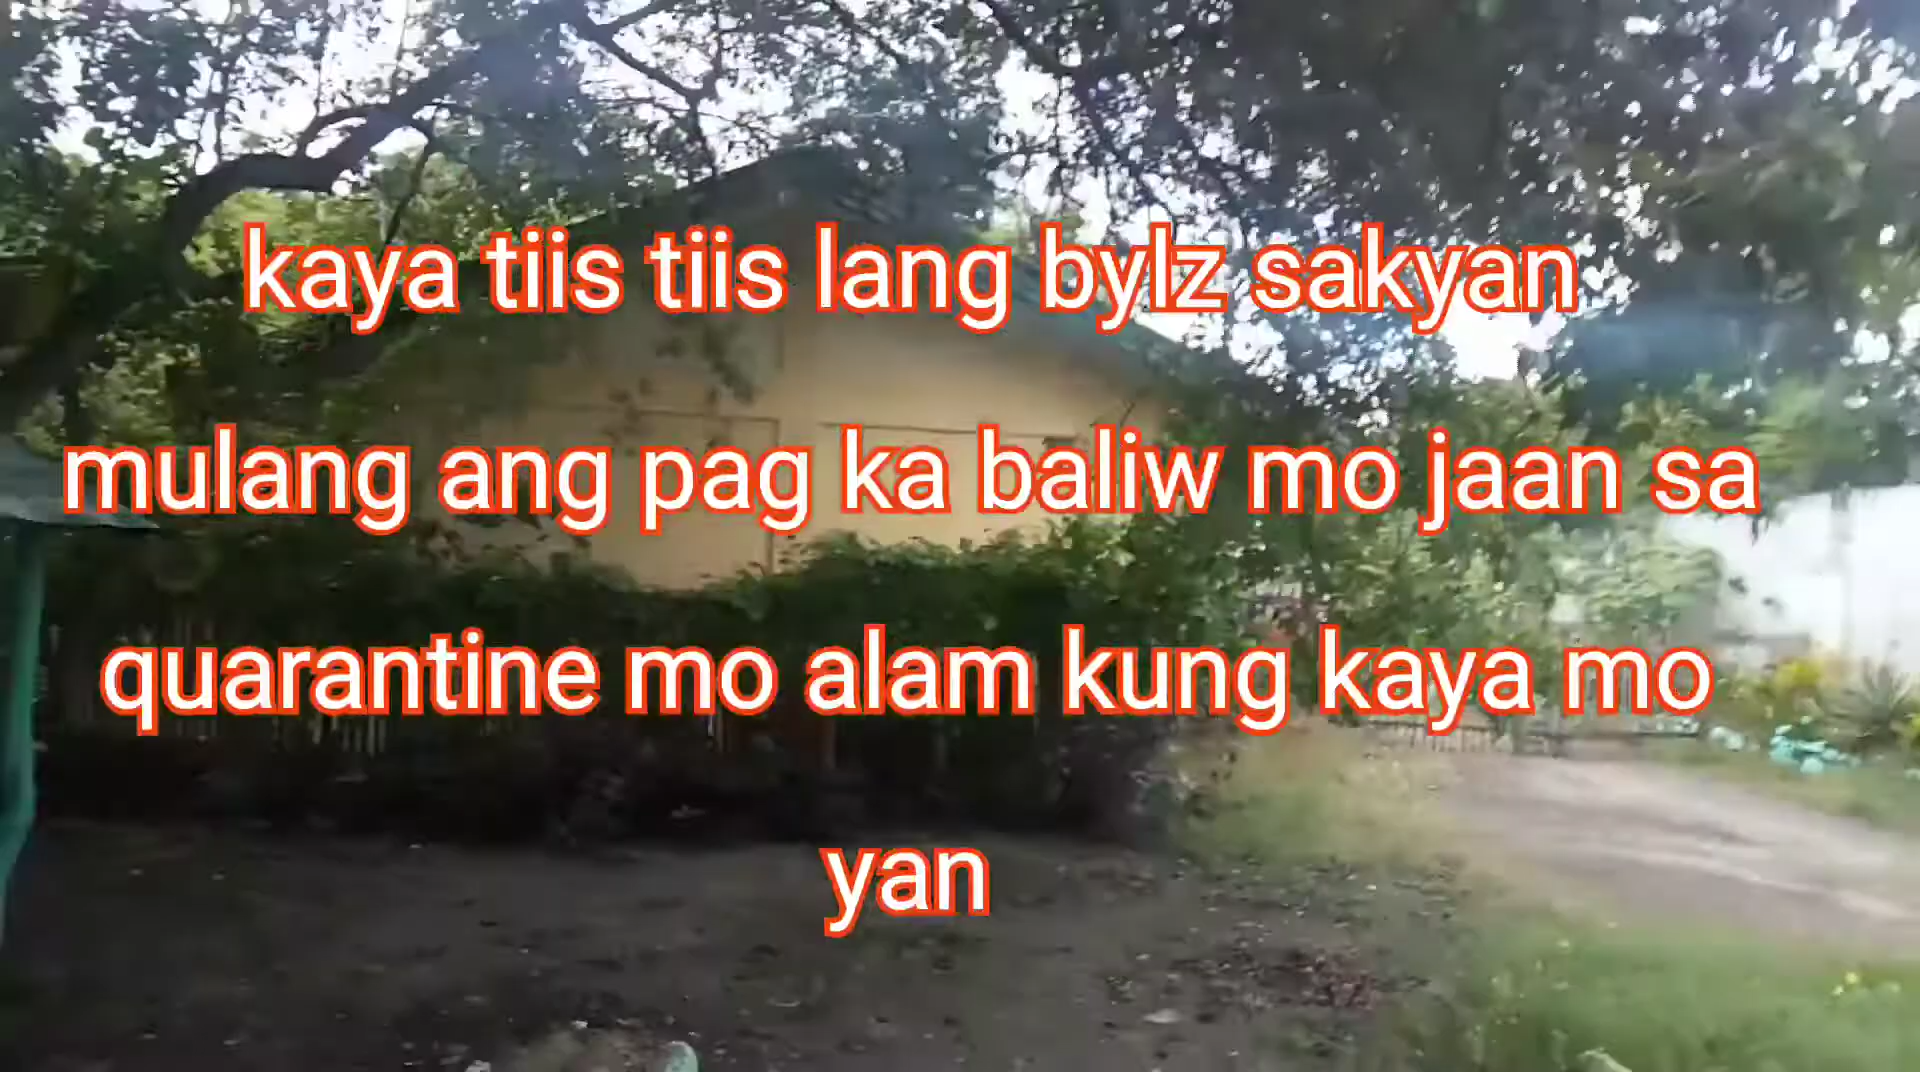 kaya tiis tiis lang bylz sakyan
mulang ang pag ka baliw mo jaan sa
quarantine mo alam kung kaya mo
yan